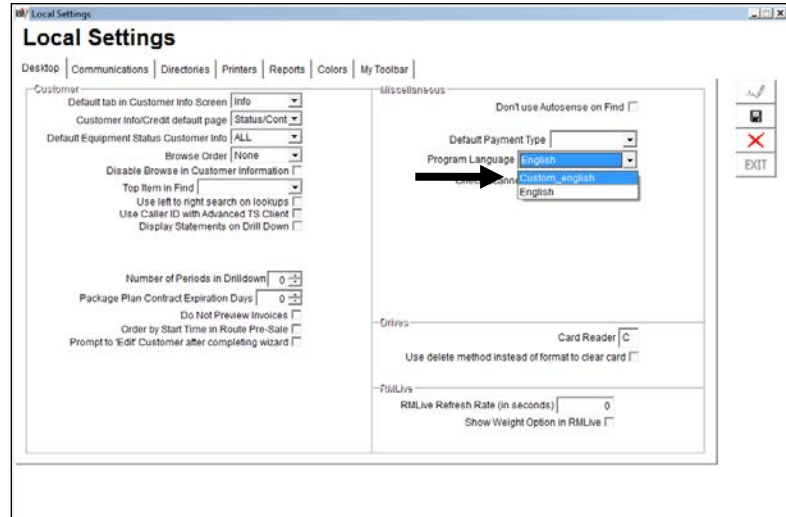 RM/ Local Settings
Local Settings
Desktop Communications Directories Printers Reports Colors My Toolbar
Customer
Default tab in Customer Info Screen Info
Customer Info/Credit default page Status/Cont
Default Equipment Status Customer Info ALL
Browse Order None
Disable Browse in Customer Information
Top Item in Find
Use left to right search on lookups
Use Caller ID with Advanced TS Client
Display Statements on Drill Down
Number of Periods in Drilldown 0
Package Plan Contract Expiration Days 0
Do Not Preview Invoices
Order by Start Time in Route Pre-Sale
Prompt to 'Edit' Customer after completing wizard
Miscellaneous
Don't use Autosense on Find
Default Payment Type
Program Language English
Custom_english
English
Drives
Card Reader C
Use delete method instead of format to clear card
RMLive
RMLive Refresh Rate (in seconds) 0
Show Weight Option in RMLive
EXIT